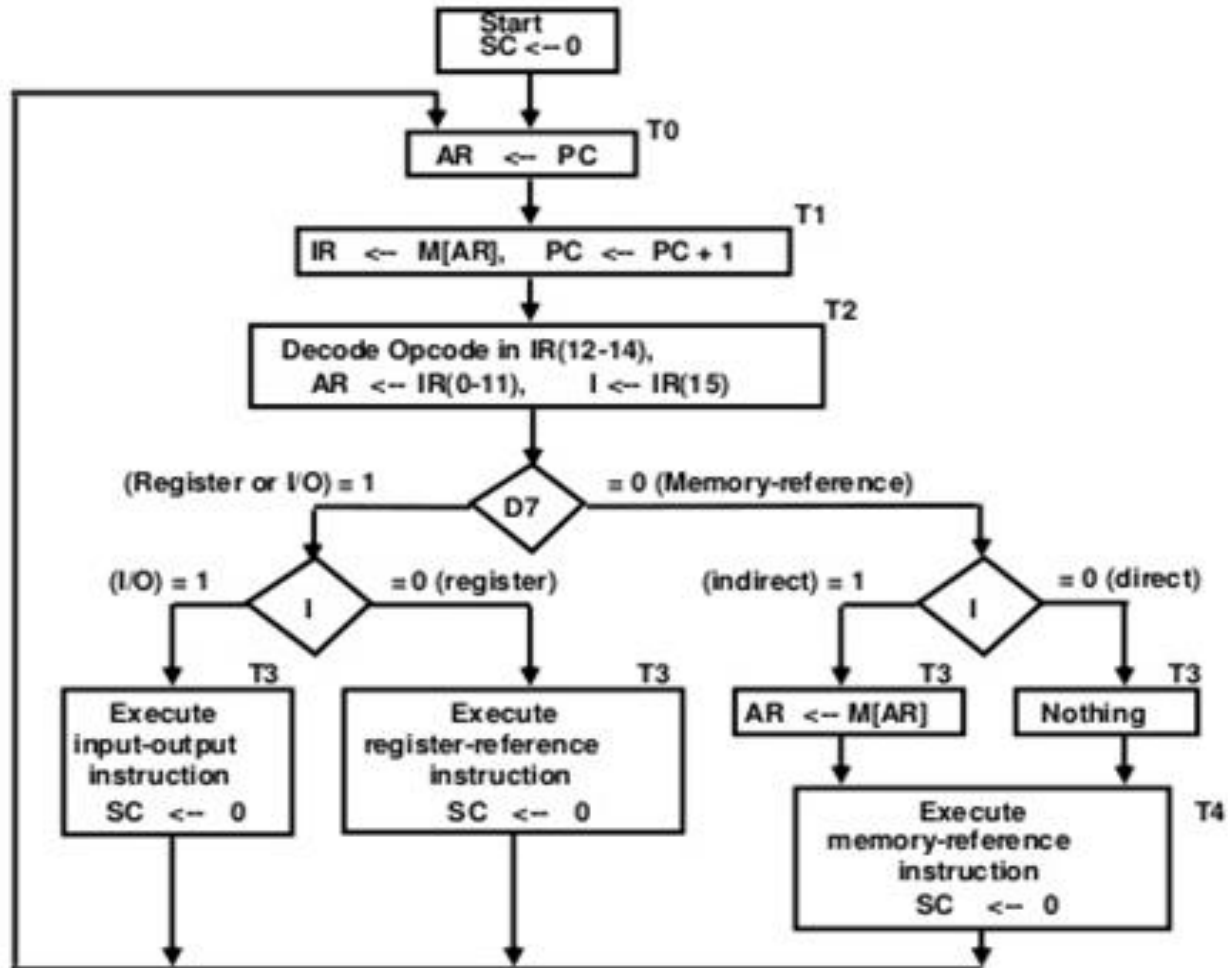 Start
SC <-- 0
T0
AR <-- PC
T1
IR <-- M[AR], PC <-- PC + 1
T2
Decode Opcode in IR(12-14),
AR <-- IR(0-11), I <-- IR(15)
(Register or I/O) = 1
D7
= 0 (Memory-reference)
(I/O) = 1
I
= 0 (register)
(indirect) = 1
I
= 0 (direct)
T3
Execute
input-output
instruction
SC <-- 0
T3
Execute
register-reference
instruction
SC <-- 0
T3
AR <-- M[AR]
T3
Nothing
Execute
memory-reference
instruction
SC <-- 0
T4